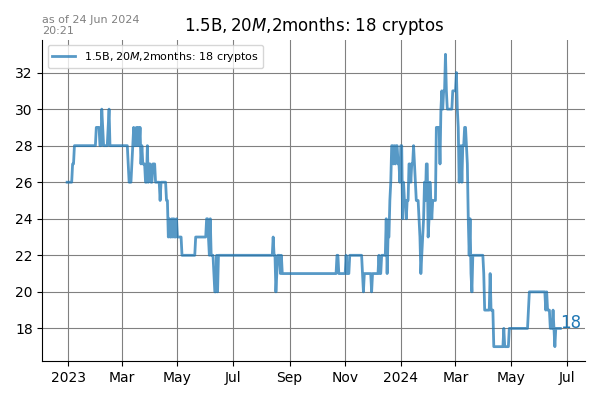 as of 24 Jun 2024
20:21
1.5B, 20M,2months: 18 cryptos
1.5B, 20M,2months: 18 cryptos
32
30
28
26
24
22
20
18
18
2023 Mar May Jul Sep Nov 2024 Mar May Jul